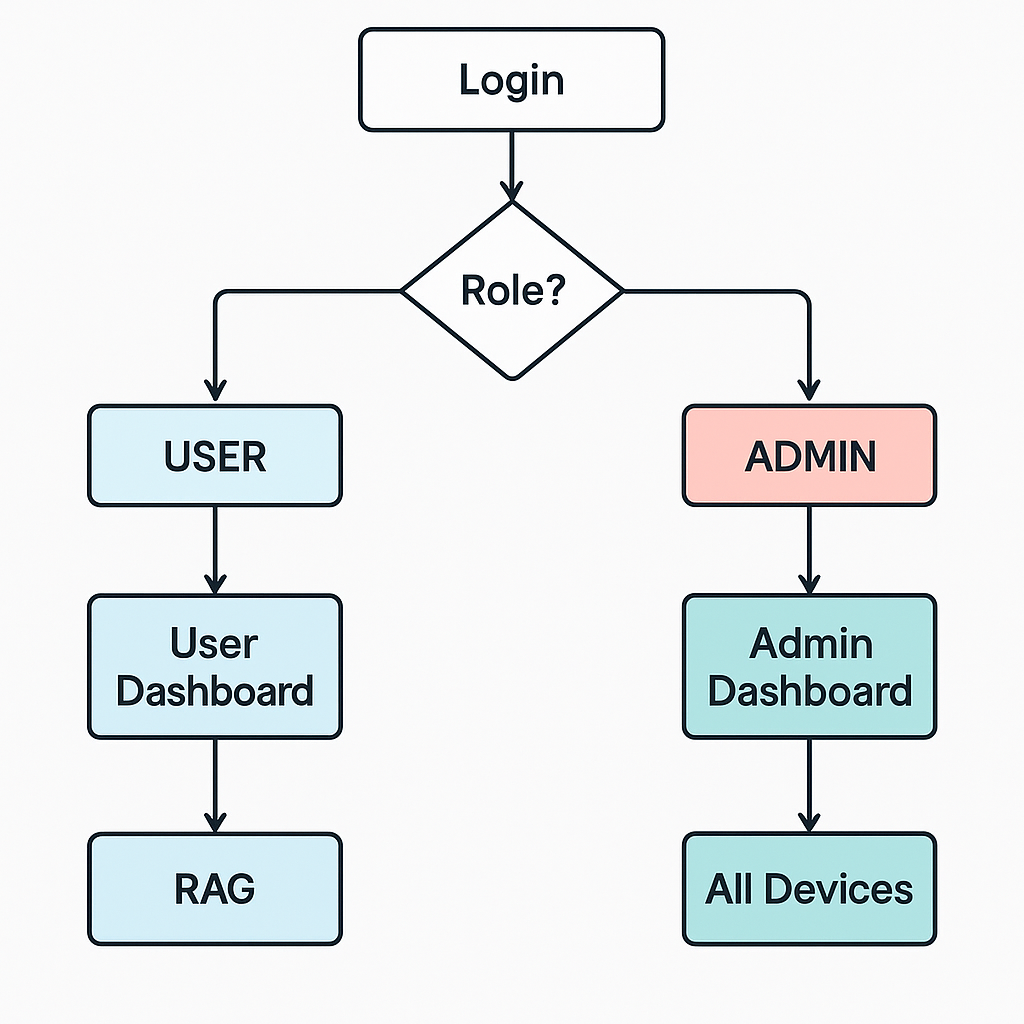 Login
Role?
USER
ADMIN
User
Dashboard
Admin
Dashboard
RAG
All Devices